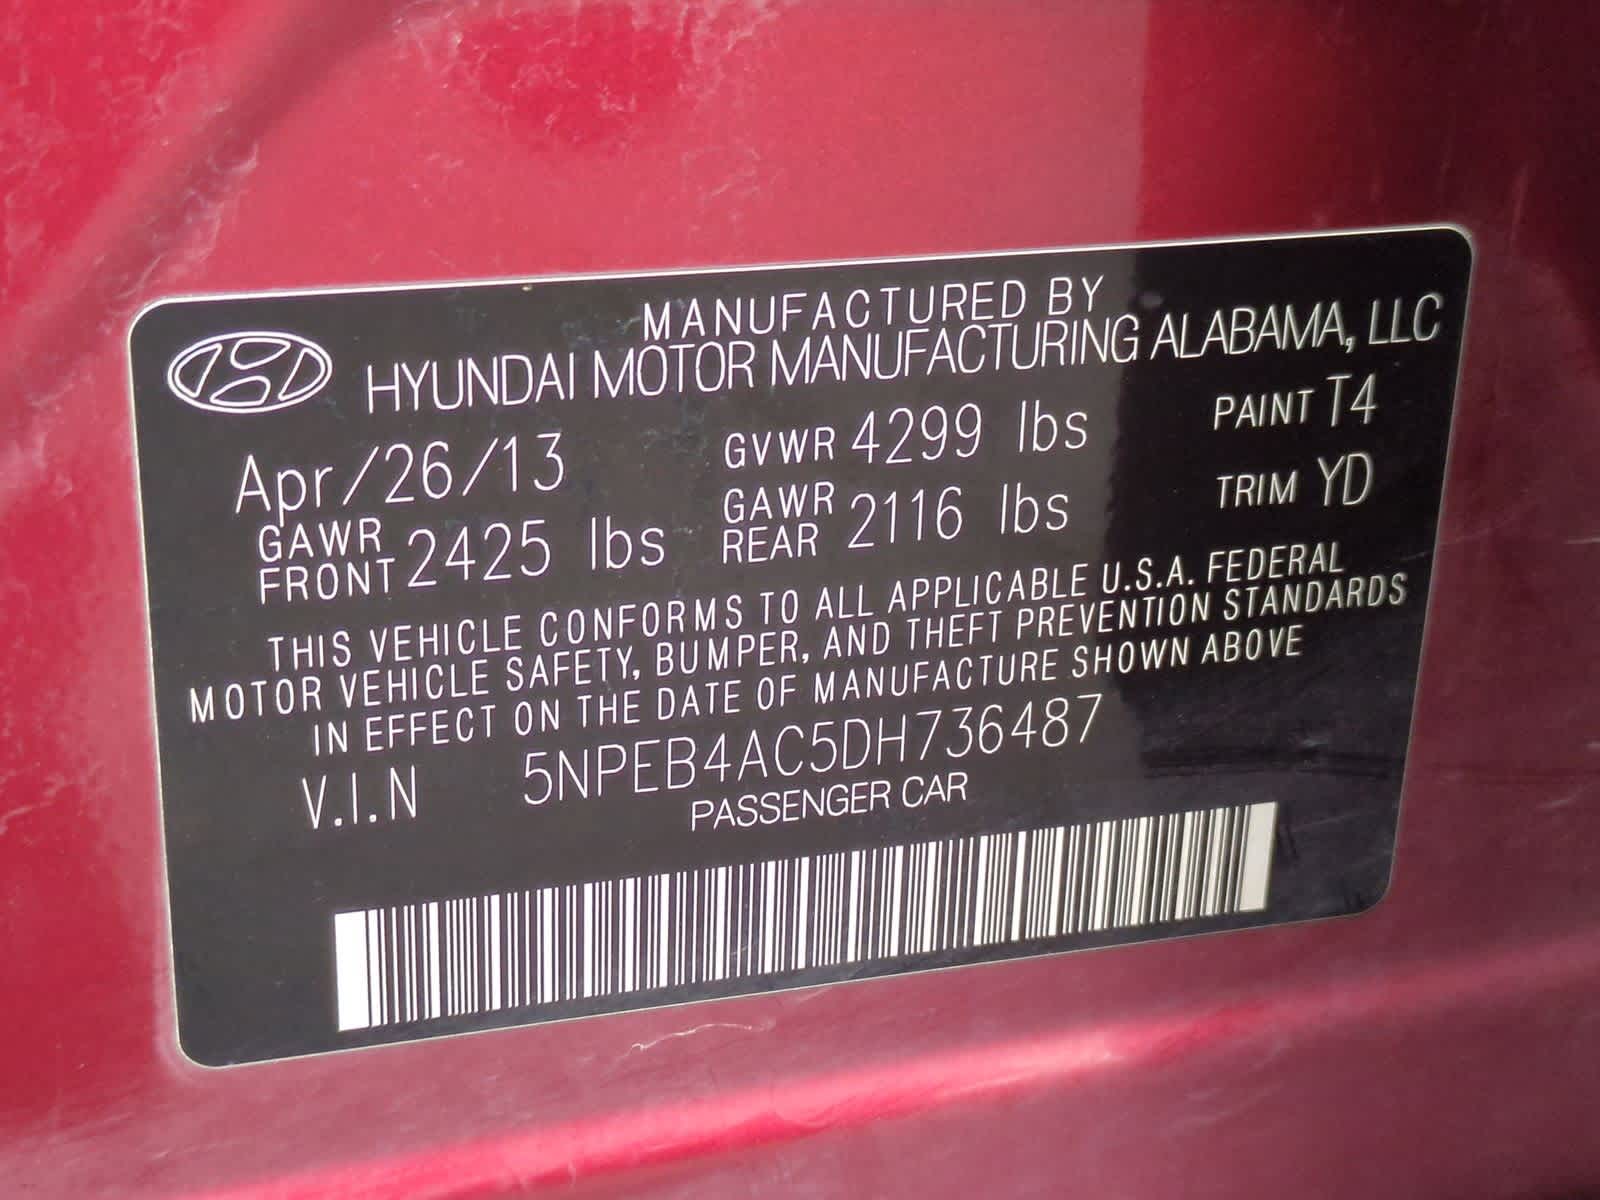 MANUFACTURED BY
HYUNDAI MOTOR MANUFACTURING ALABAMA, LLC
Apr/26/13 GVWR 4299 lbs PAINT T4
GAWR FRONT 2425 lbs GAWR REAR 2116 lbs TRIM YD
THIS VEHICLE CONFORMS TO ALL APPLICABLE U.S.A. FEDERAL
MOTOR VEHICLE SAFETY, BUMPER, AND THEFT PREVENTION STANDARDS
IN EFFECT ON THE DATE OF MANUFACTURE SHOWN ABOVE
V.I.N 5NPEB4AC5DH736487
PASSENGER CAR